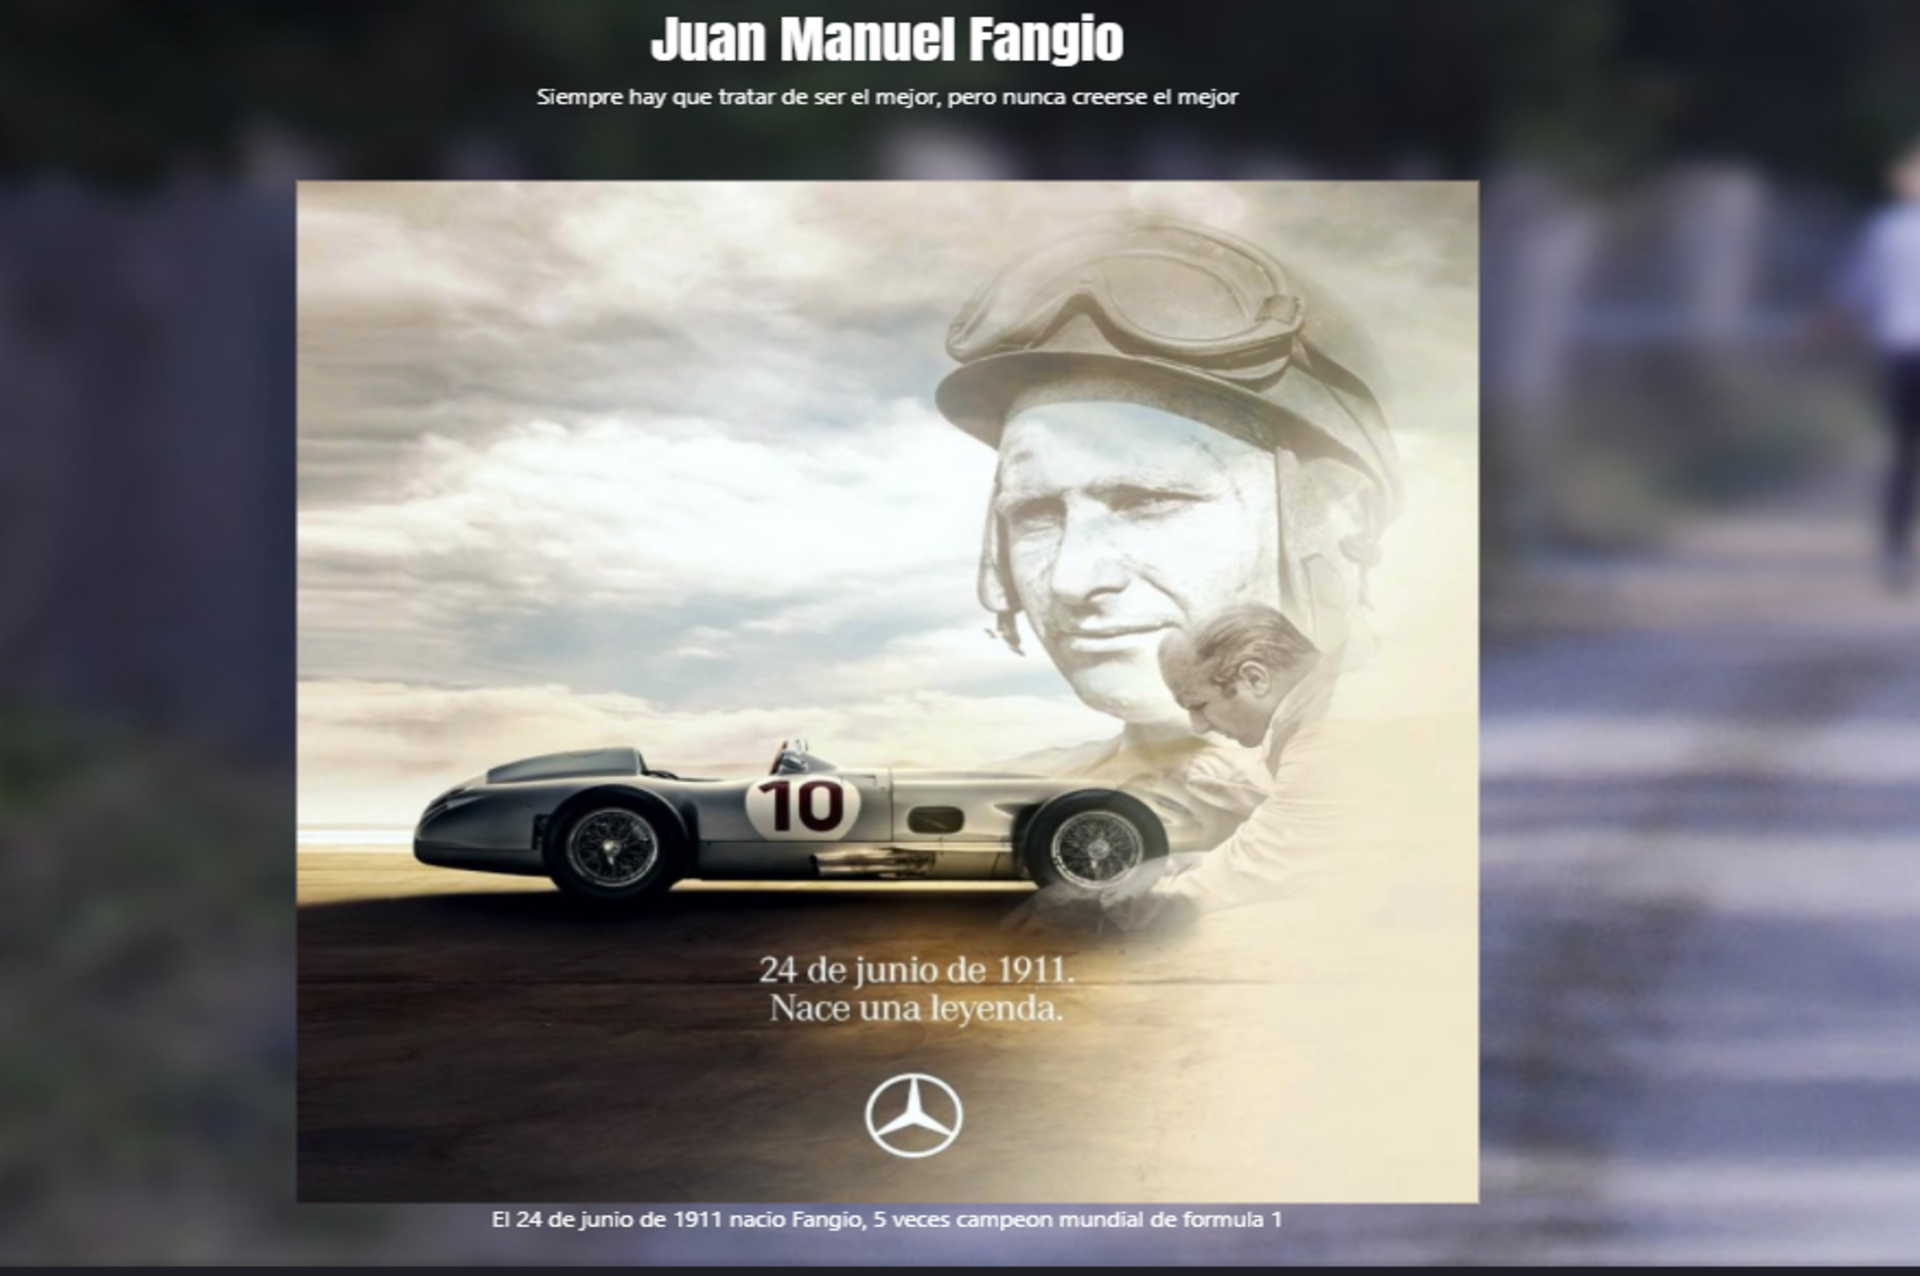 Juan Manuel Fangio
Siempre hay que tratar de ser el mejor, pero nunca creerse el mejor
10
24 de junio de 1911.
Nace una leyenda.
El 24 de junio de 1911 nacio Fangio, 5 veces campeon mundial de formula 1